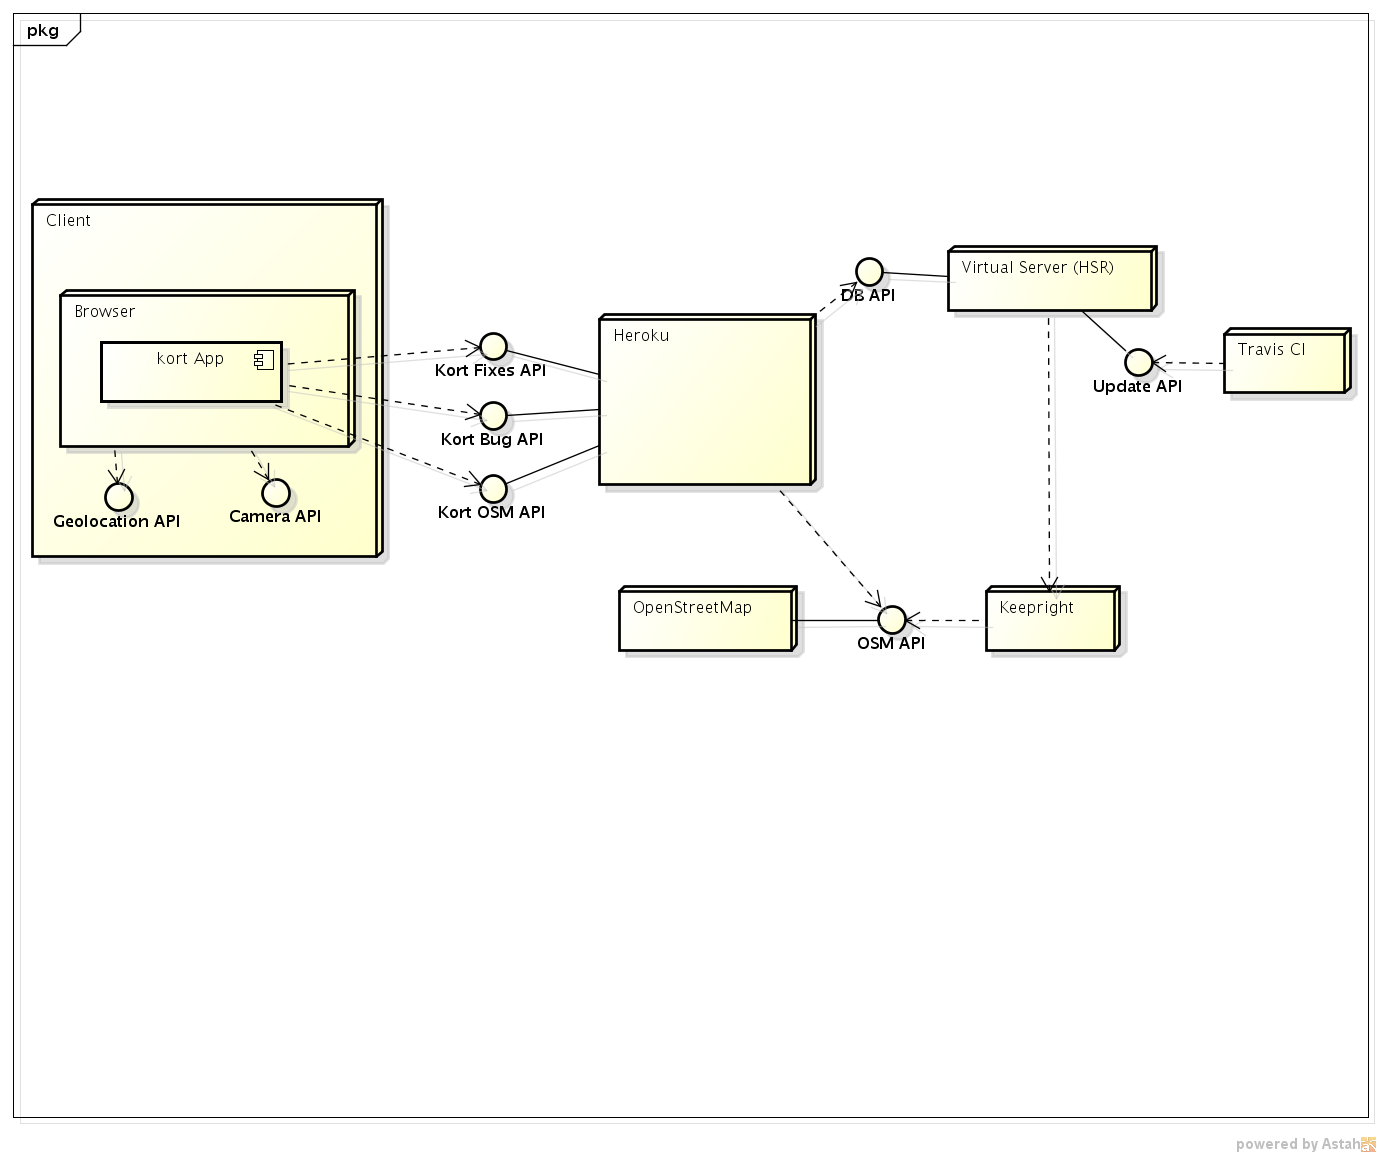 pkg
Client
Browser
kort App
Geolocation API
Camera API
Kort Fixes API
Kort Bug API
Kort OSM API
Heroku
DB API
Virtual Server (HSR)
Update API
Travis CI
OpenStreetMap
OSM API
Keepright
powered by Astah